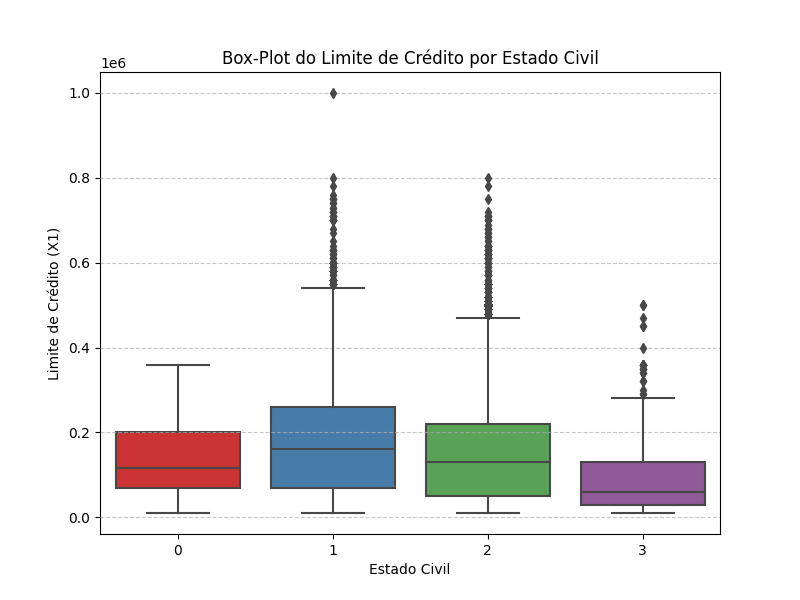 Box-Plot do Limite de Crédito por Estado Civil
1e6
1.0
0.8
0.6
0.4
0.2
0.0
Limite de Crédito (X1)
0 1 2 3
Estado Civil